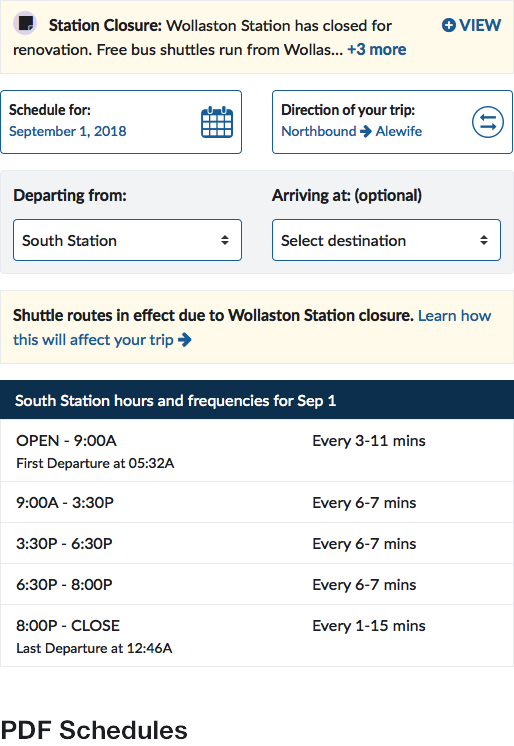 Station Closure: Wollaston Station has closed for
VIEW
renovation. Free bus shuttles run from Wollas... +3 more
Schedule for:
September 1, 2018
Direction of your trip:
Northbound → Alewife
Departing from:
Arriving at: (optional)
South Station
Select destination
Shuttle routes in effect due to Wollaston Station closure. Learn how
this will affect your trip →
South Station hours and frequencies for Sep 1
OPEN - 9:00A
Every 3-11 mins
First Departure at 05:32A
9:00A - 3:30P
Every 6-7 mins
3:30P - 6:30P
Every 6-7 mins
6:30P - 8:00P
Every 6-7 mins
8:00P - CLOSE
Every 1-15 mins
Last Departure at 12:46A
PDF Schedules